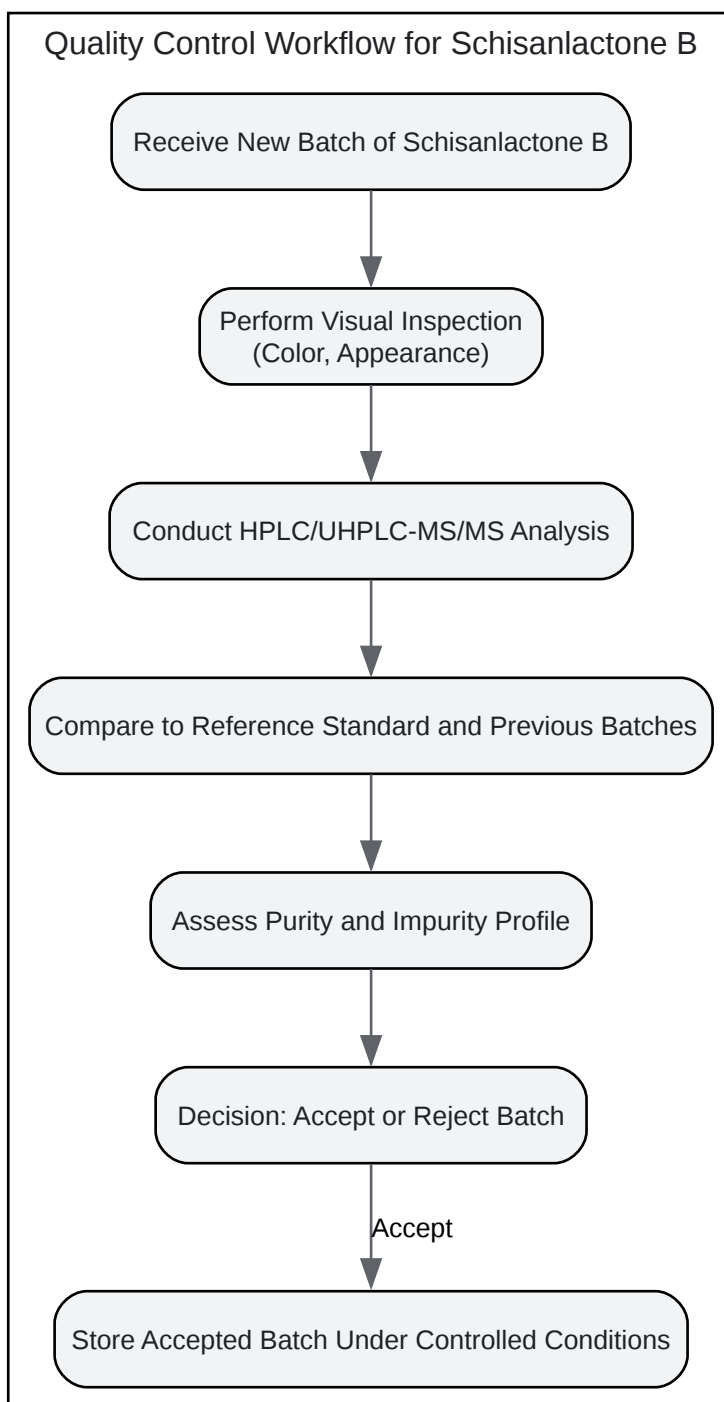 Quality Control Workflow for Schisanlactone B
Receive New Batch of Schisanlactone B
Perform Visual Inspection
(Color, Appearance)
Conduct HPLC/UHPLC-MS/MS Analysis
Compare to Reference Standard and Previous Batches
Assess Purity and Impurity Profile
Decision: Accept or Reject Batch
Accept
Store Accepted Batch Under Controlled Conditions